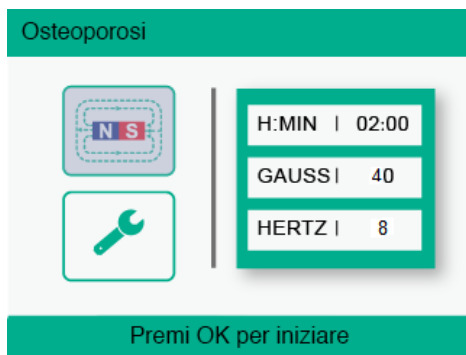 Osteoporosi
N S
H:MIN | 02:00
GAUSS | 40
HERTZ | 8
Premi OK per iniziare